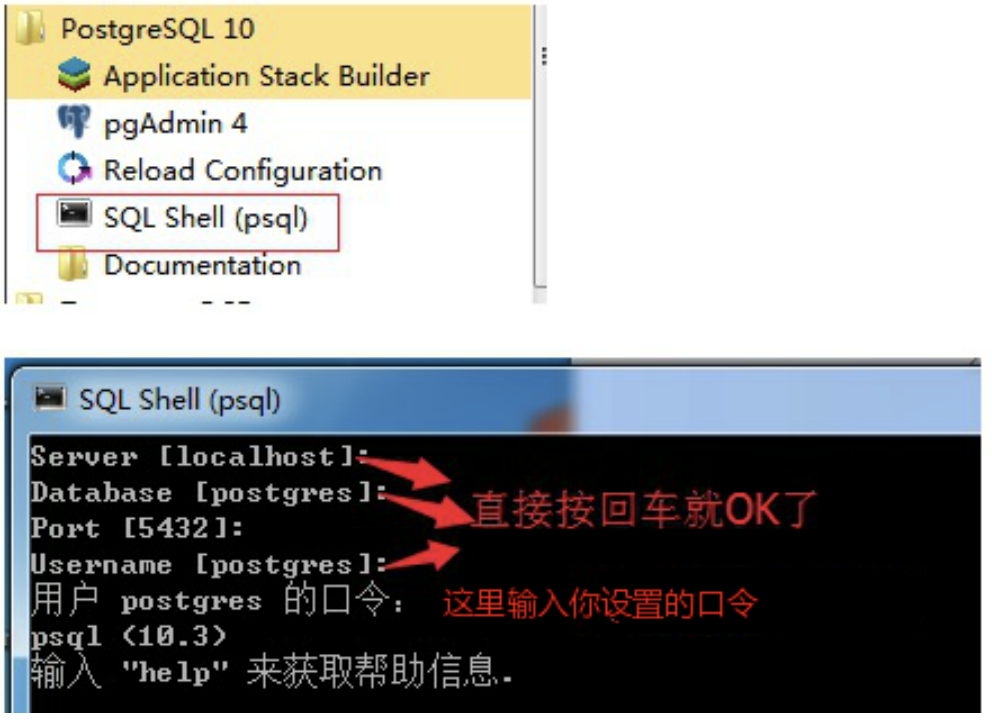 PostgreSQL 10
Application Stack Builder
pgAdmin 4
Reload Configuration
SQL Shell (psql)
Documentation
SQL Shell (psql)
Server [localhost]:
Database [postgres]:
直接按回车就OK了
Port [5432]:
Username [postgres]:
用户 postgres 的口令： 这里输入你设置的口令
psql (10.3)
输入 "help" 来获取帮助信息.